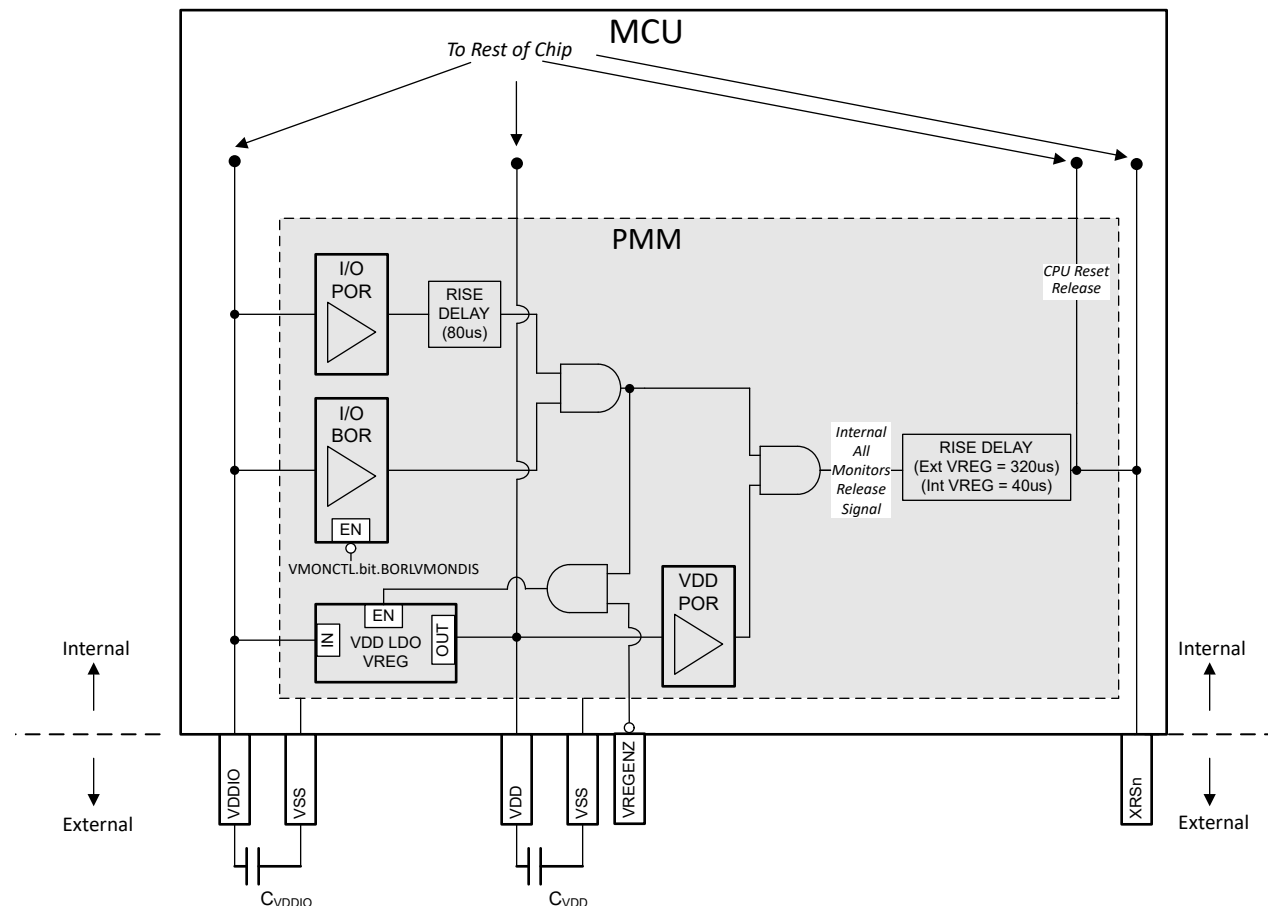 MCU
To Rest of Chip
PMM
I/O
POR
RISE
DELAY
(80us)
CPU Reset
Release
I/O
BOR
EN
VMONCTL.bit.BORLVMONDIS
Internal
All
Monitors
Release
Signal
RISE DELAY
(Ext VREG = 320us)
(Int VREG = 40us)
EN
IN
VDD LDO
VREG
OUT
VDD
POR
Internal
Internal
External
External
VDDIO
VSS
VDD
VSS
VREGENZ
XRSn
CVDDIO
CVDD